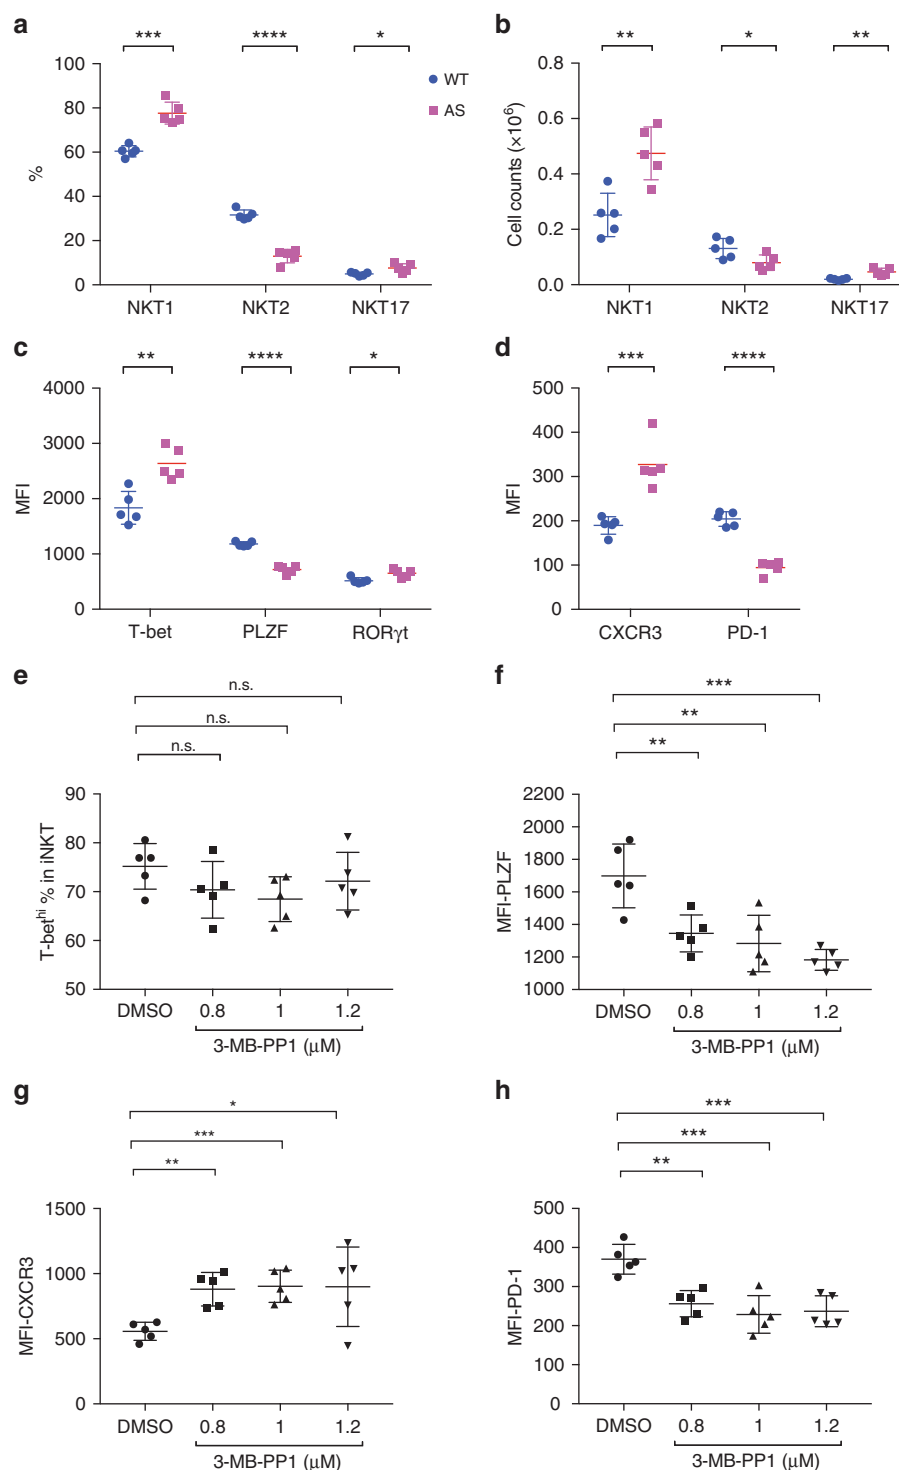 a
*** **** *
100
80
60
40
20
0
%
WT
AS
NKT1 NKT2 NKT17
b
** * **
0.8
0.6
0.4
0.2
0.0
Cell counts (×10⁶)
NKT1 NKT2 NKT17
c
** **** *
4000
3000
2000
1000
0
MFI
T-bet PLZF RORγt
d
*** ****
500
400
300
200
100
0
MFI
CXCR3 PD-1
e
n.s.
n.s.
n.s.
90
80
70
60
50
T-betʰⁱ % in iNKT
DMSO 0.8 1 1.2
3-MB-PP1 (μM)
f
***
**
**
2200
2000
1800
1600
1400
1200
1000
MFI-PLZF
DMSO 0.8 1 1.2
3-MB-PP1 (μM)
g
*
***
**
1500
1000
500
0
MFI-CXCR3
DMSO 0.8 1 1.2
3-MB-PP1 (μM)
h
***
***
**
500
400
300
200
100
0
MFI-PD-1
DMSO 0.8 1 1.2
3-MB-PP1 (μM)